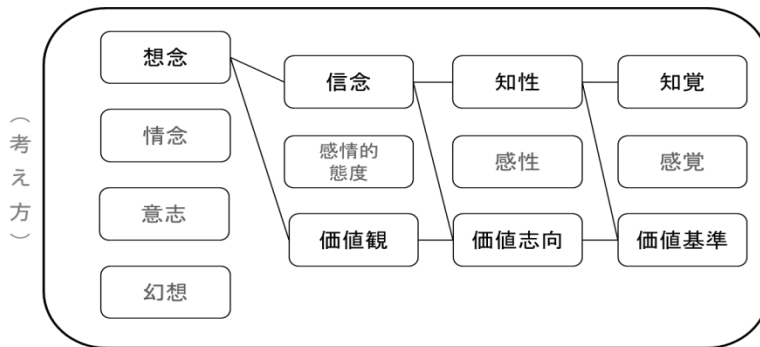 （考え方）
想念
情念
意志
幻想
信念
感情的
態度
価値観
知性
感性
価値志向
知覚
感覚
価値基準